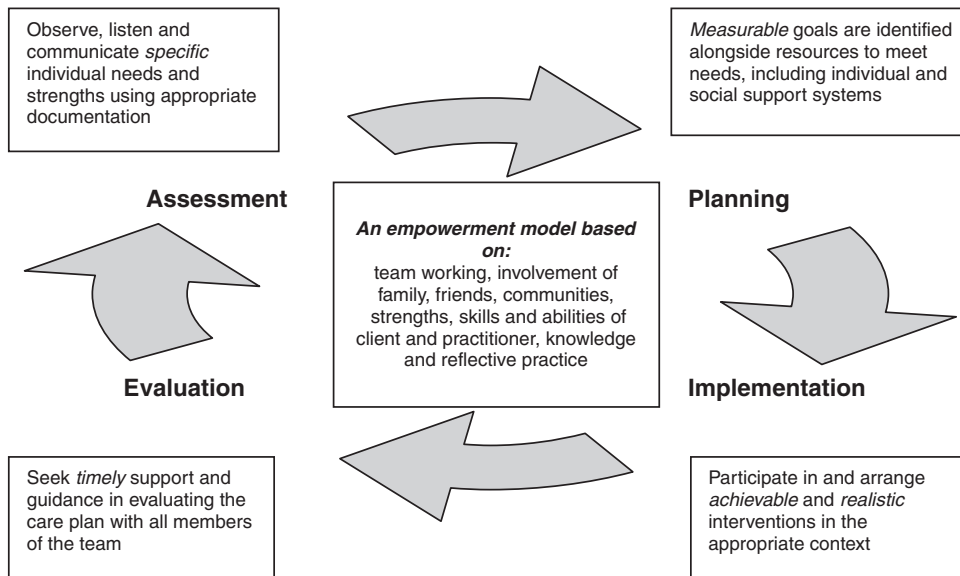 Observe, listen and
communicate specific
individual needs and
strengths using appropriate
documentation
Measurable goals are identified
alongside resources to meet
needs, including individual and
social support systems
Assessment
Planning
An empowerment model based
on:
team working, involvement of
family, friends, communities,
strengths, skills and abilities of
client and practitioner, knowledge
and reflective practice
Evaluation
Implementation
Seek timely support and
guidance in evaluating the
care plan with all members
of the team
Participate in and arrange
achievable and realistic
interventions in the
appropriate context